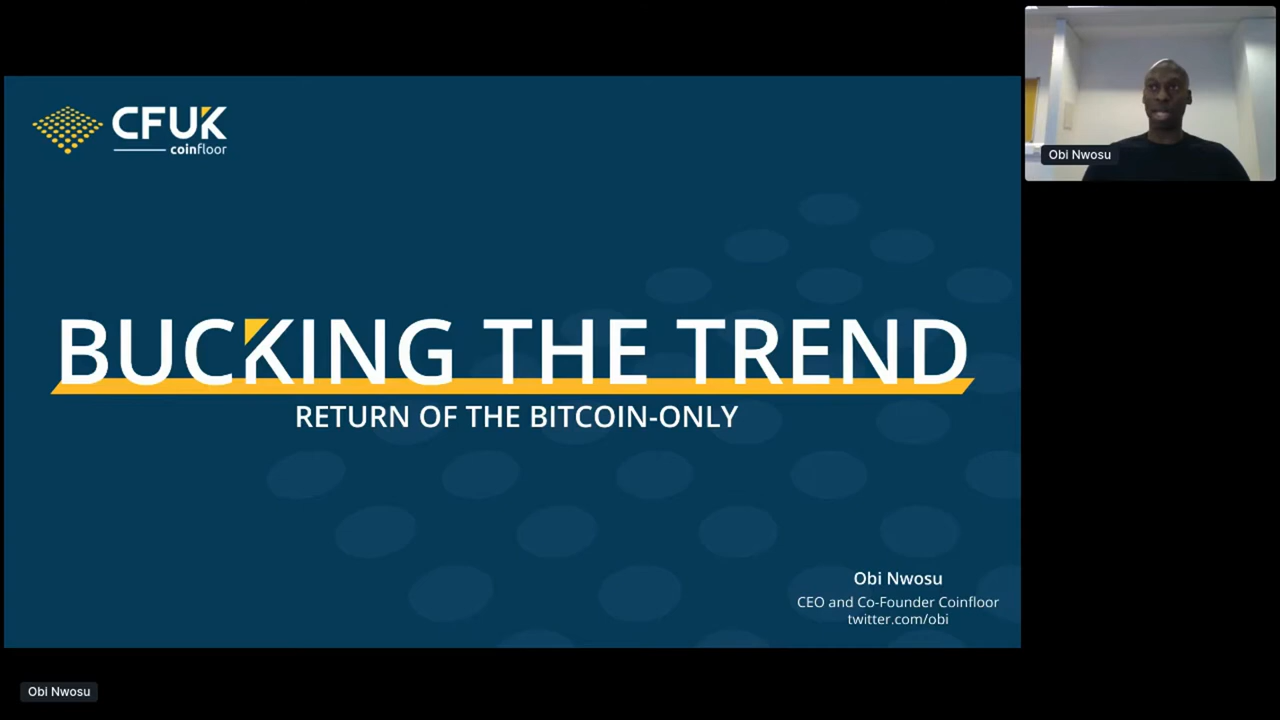 CFUK
coinfloor
BUCKING THE TREND
RETURN OF THE BITCOIN-ONLY
Obi Nwosu
CEO and Co-Founder Coinfloor
twitter.com/obi
Obi Nwosu
Obi Nwosu